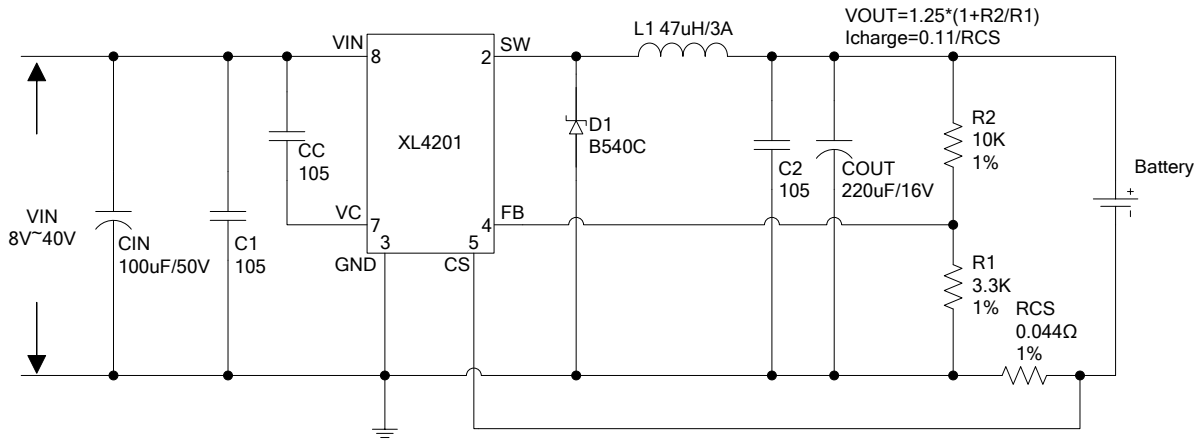 VOUT=1.25*(1+R2/R1)
Icharge=0.11/RCS
L1 47uH/3A
VIN
8
2
SW
XL4201
CC
105
D1
B540C
R2
10K
1%
C2
105
COUT
220uF/16V
Battery
+
-
VIN
8V~40V
CIN
100uF/50V
C1
105
VC
7
3
5
4
FB
GND
CS
R1
3.3K
1%
RCS
0.044Ω
1%